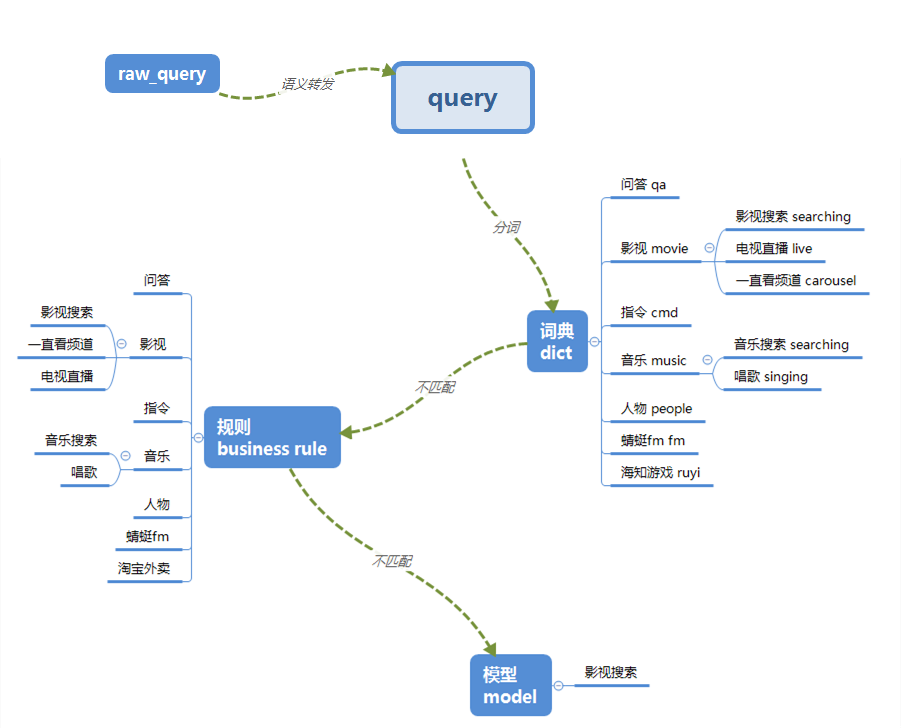 raw_query
语义转发
query
分词
词典
dict
问答 qa
影视 movie
影视搜索 searching
电视直播 live
一直看频道 carousel
指令 cmd
音乐 music
音乐搜索 searching
唱歌 singing
人物 people
蜻蜓fm fm
海知游戏 ruyi
不匹配
规则
business rule
问答
影视
影视搜索
一直看频道
电视直播
指令
音乐
音乐搜索
唱歌
人物
蜻蜓fm
淘宝外卖
不匹配
模型
model
影视搜索